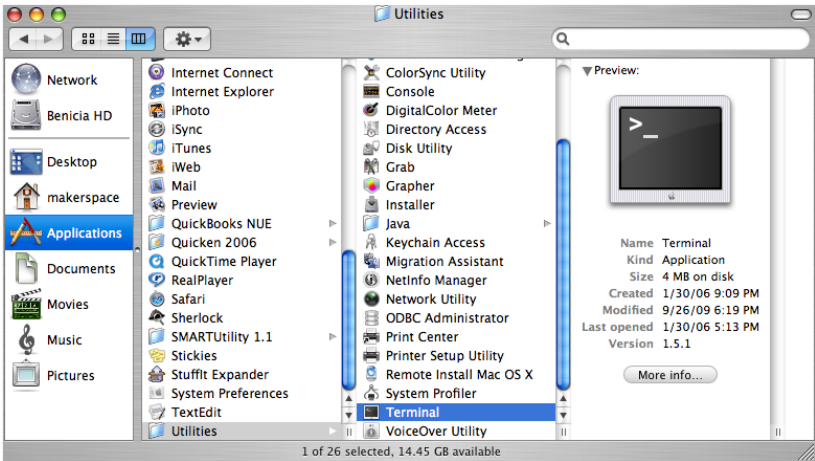 Utilities
Network
Benicia HD
Desktop
makerspace
Applications
Documents
Movies
Music
Pictures
Internet Connect
Internet Explorer
iPhoto
iSync
iTunes
iWeb
Mail
Preview
QuickBooks NUE
Quicken 2006
QuickTime Player
RealPlayer
Safari
Sherlock
SMARTUtility 1.1
Stickies
StuffIt Expander
System Preferences
TextEdit
Utilities
ColorSync Utility
Console
DigitalColor Meter
Directory Access
Disk Utility
Grab
Grapher
Installer
Java
Keychain Access
Migration Assistant
NetInfo Manager
Network Utility
ODBC Administrator
Print Center
Printer Setup Utility
Remote Install Mac OS X
System Profiler
Terminal
VoiceOver Utility
Preview:
>_
Name Terminal
Kind Application
Size 4 MB on disk
Created 1/30/06 9:09 PM
Modified 9/26/09 6:19 PM
Last opened 1/30/06 5:13 PM
Version 1.5.1
More info...
1 of 26 selected, 14.45 GB available